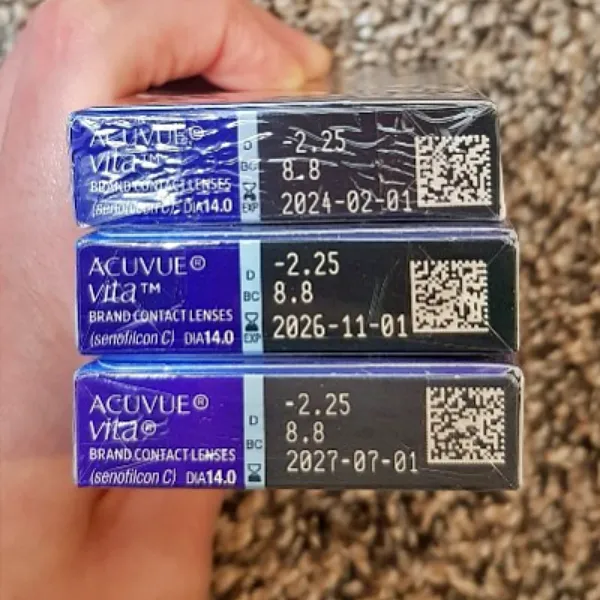 ACUVUE®
vita™
BRAND CONTACT LENSES
(senofilcon C) DIA14.0
D -2.25
BC 8.8
EXP 2024-02-01
ACUVUE®
vita™
BRAND CONTACT LENSES
(senofilcon C) DIA14.0
D -2.25
BC 8.8
EXP 2026-11-01
ACUVUE®
vita®
BRAND CONTACT LENSES
(senofilcon C) DIA14.0
D -2.25
BC 8.8
2027-07-01